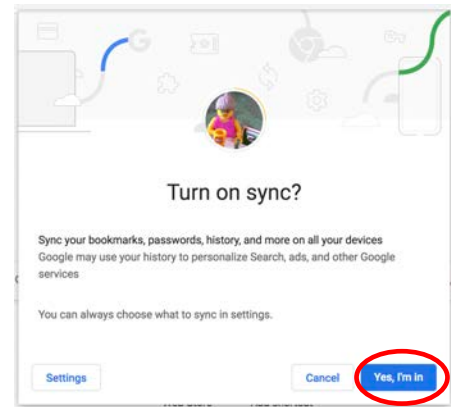 Turn on sync?
Sync your bookmarks, passwords, history, and more on all your devices
Google may use your history to personalize Search, ads, and other Google
services
You can always choose what to sync in settings.
Settings
Cancel
Yes, I'm in